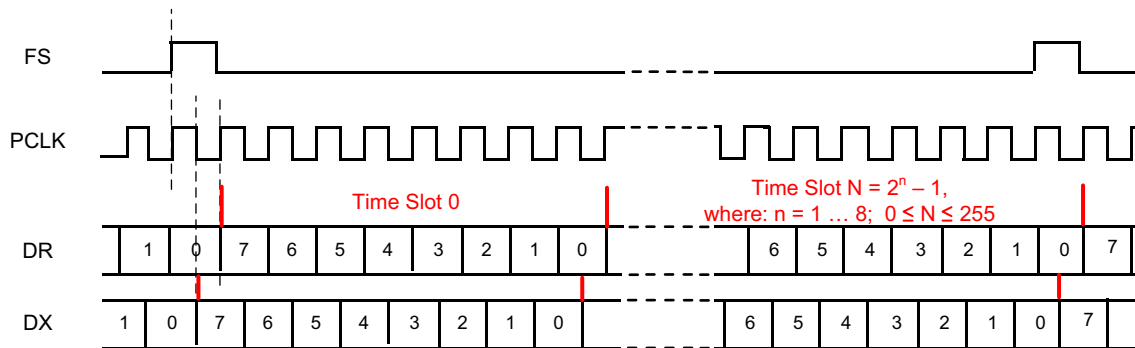 FS
PCLK
Time Slot 0
Time Slot N = 2ⁿ – 1,
where: n = 1 … 8; 0 ≤ N ≤ 255
DR 1 0 7 6 5 4 3 2 1 0 6 5 4 3 2 1 0 7
DX 1 0 7 6 5 4 3 2 1 0 6 5 4 3 2 1 0 7